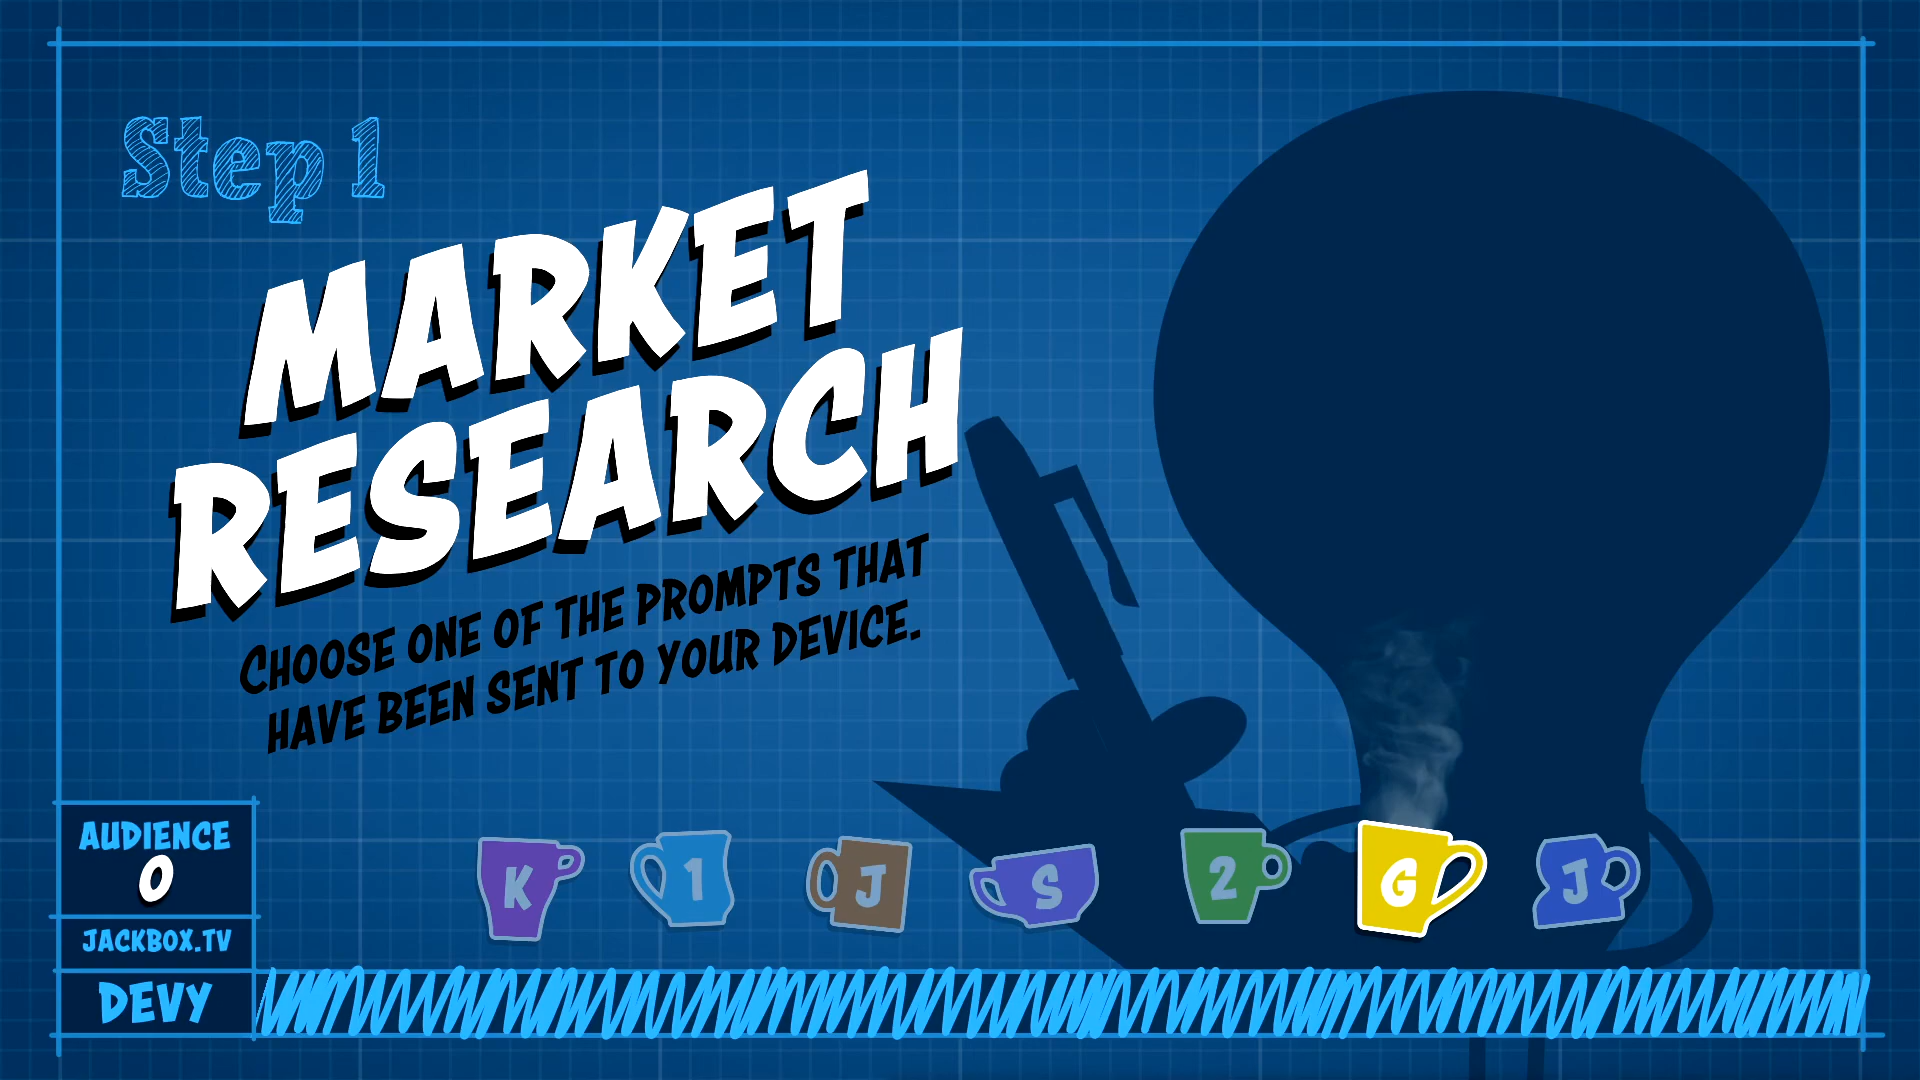 Step 1
MARKET
RESEARCH
CHOOSE ONE OF THE PROMPTS THAT
HAVE BEEN SENT TO YOUR DEVICE.
AUDIENCE
0
JACKBOX.TV
DEVY
K
1
J
S
2
G
J